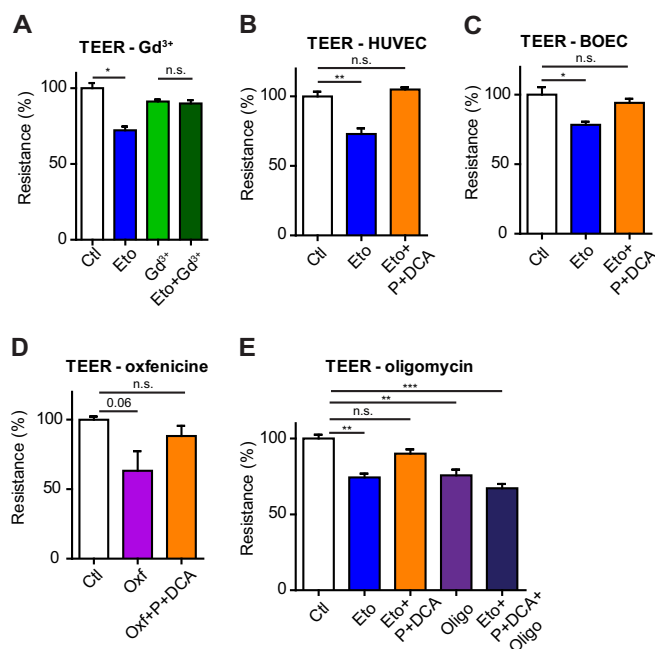 A
TEER - Gd³⁺
Resistance (%)
100
50
0
*
n.s.
Ctl
Eto
Gd³⁺
Eto+Gd³⁺
B
TEER - HUVEC
Resistance (%)
100
50
0
n.s.
**
Ctl
Eto
Eto+
P+DCA
C
TEER - BOEC
Resistance (%)
100
50
0
n.s.
*
Ctl
Eto
Eto+
P+DCA
D
TEER - oxfenicine
Resistance (%)
100
50
0
n.s.
0.06
Ctl
Oxf
Oxf+P+DCA
E
TEER - oligomycin
Resistance (%)
100
50
0
***
**
n.s.
**
Ctl
Eto
Eto+
P+DCA
Oligo
Eto+
P+DCA+
Oligo